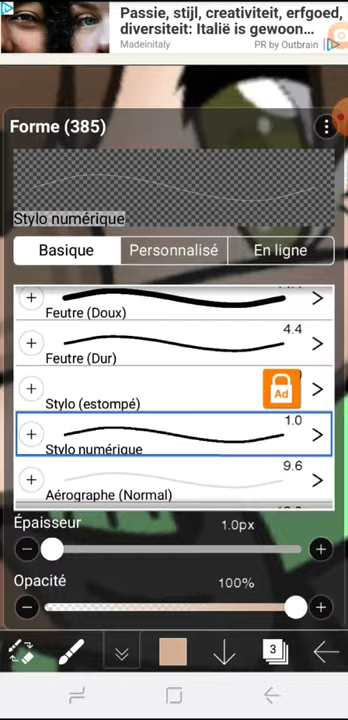 Passie, stijl, creativiteit, erfgoed,
diversiteit: Italië is gewoon...
Madeinitaly
PR by Outbrain
Forme (385)
Stylo numérique
Basique
Personnalisé
En ligne
Feutre (Doux)
4.4
Feutre (Dur)
Ad
Stylo (estompé)
1.0
Stylo numérique
9.6
Aérographe (Normal)
Épaisseur
1.0px
Opacité
100%
3